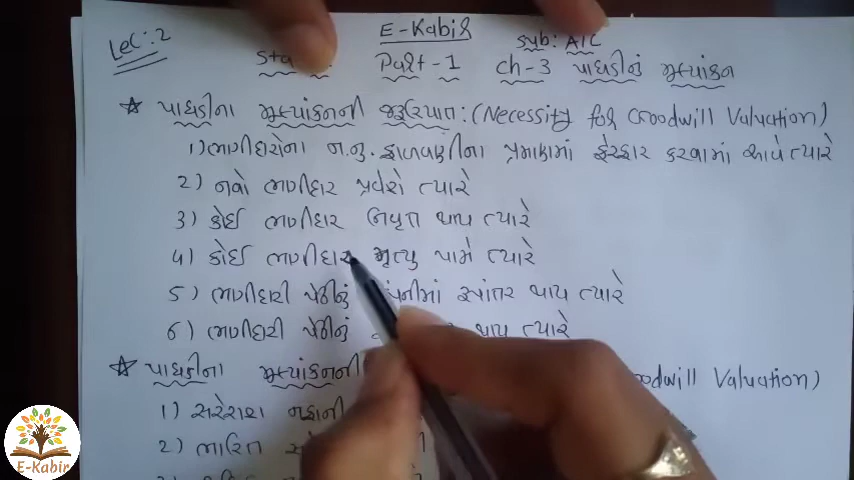 E-Kabir
Lec: 2
Sub: A/C
Part - 1
Ch-3 પાઘડીનું મૂલ્યાંકન
☆ પાઘડીના મૂલ્યાંકનની જરૂરિયાત: (Necessity for Goodwill Valuation)
1) ભાગીદારોના ન.નુ. ફાળવણીના પ્રમાણમાં ફેરફાર કરવામાં આવે ત્યારે
2) નવો ભાગીદાર પ્રવેશે ત્યારે
3) કોઈ ભાગીદાર નિવૃત્ત થાય ત્યારે
4) કોઈ ભાગીદાર મૃત્યુ પામે ત્યારે
5) ભાગીદારી પેઢીનું રૂપાંતર થાય ત્યારે
6) ભાગીદારી પેઢીનું થાય ત્યારે
☆ પાઘડીના મૂલ્યાંકનની Goodwill Valuation)
1) સરેરાશ નફાની
2) ભારિત
E-Kabir